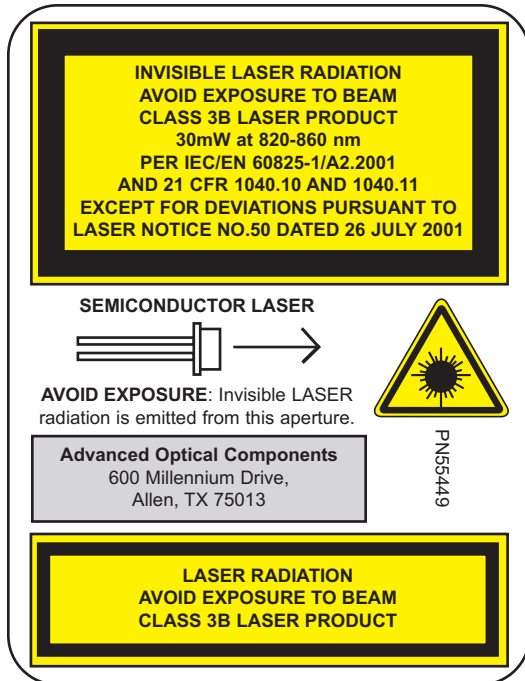 INVISIBLE LASER RADIATION
AVOID EXPOSURE TO BEAM
CLASS 3B LASER PRODUCT
30mW at 820-860 nm
PER IEC/EN 60825-1/A2.2001
AND 21 CFR 1040.10 AND 1040.11
EXCEPT FOR DEVIATIONS PURSUANT TO
LASER NOTICE NO.50 DATED 26 JULY 2001
SEMICONDUCTOR LASER
AVOID EXPOSURE: Invisible LASER
radiation is emitted from this aperture.
PN55449
Advanced Optical Components
600 Millennium Drive,
Allen, TX 75013
LASER RADIATION
AVOID EXPOSURE TO BEAM
CLASS 3B LASER PRODUCT